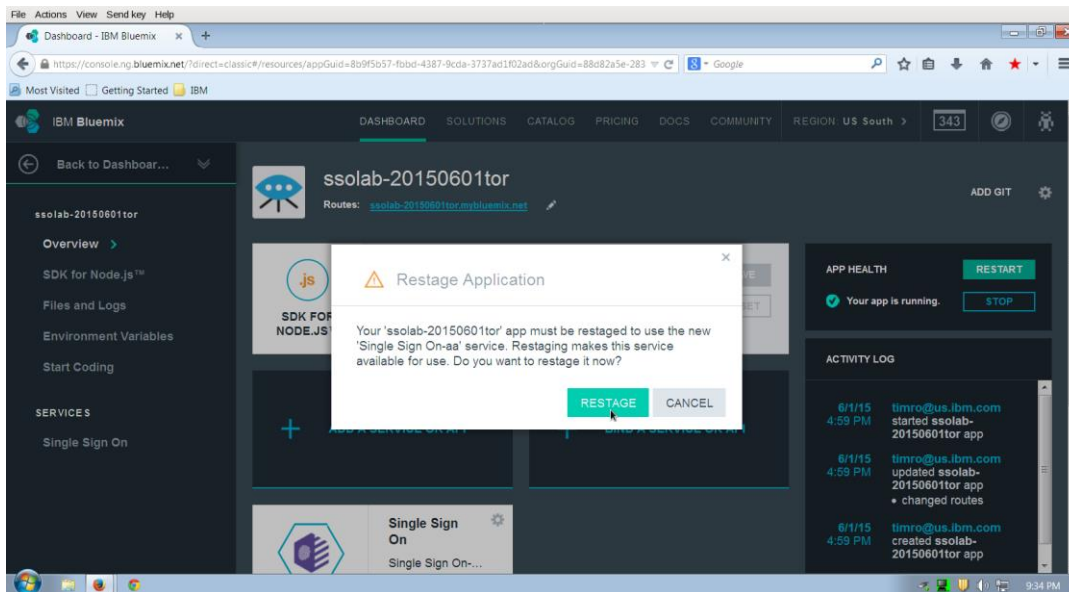 File Actions View Send key Help
Dashboard - IBM Bluemix × +
https://console.ng.bluemix.net/?direct=classic#/resources/appGuid=8b9f5b57-fbbd-4387-9cda-3737ad1f02ad&orgGuid=88d82a5e-283 Google
Most Visited Getting Started IBM
IBM Bluemix DASHBOARD SOLUTIONS CATALOG PRICING DOCS COMMUNITY REGION US South > 343
Back to Dashboar...
ssolab-20150601tor
Routes: ssolab-20150601tor.mybluemix.net
ADD GIT
ssolab-20150601tor
Overview >
SDK for Node.js™
Files and Logs
Environment Variables
Start Coding
SERVICES
Single Sign On
js
SDK FOR
NODE.JS
Restage Application
×
Your 'ssolab-20150601tor' app must be restaged to use the new
'Single Sign On-aa' service. Restaging makes this service
available for use. Do you want to restage it now?
RESTAGE CANCEL
ADD A SERVICE OR API
BIND A SERVICE OR API
Single Sign
On
Single Sign On-...
APP HEALTH RESTART
Your app is running. STOP
ACTIVITY LOG
6/1/15 timro@us.ibm.com
4:59 PM started ssolab-
20150601tor app
6/1/15 timro@us.ibm.com
4:59 PM updated ssolab-
20150601tor app
• changed routes
6/1/15 timro@us.ibm.com
4:59 PM created ssolab-
20150601tor app
9:34 PM